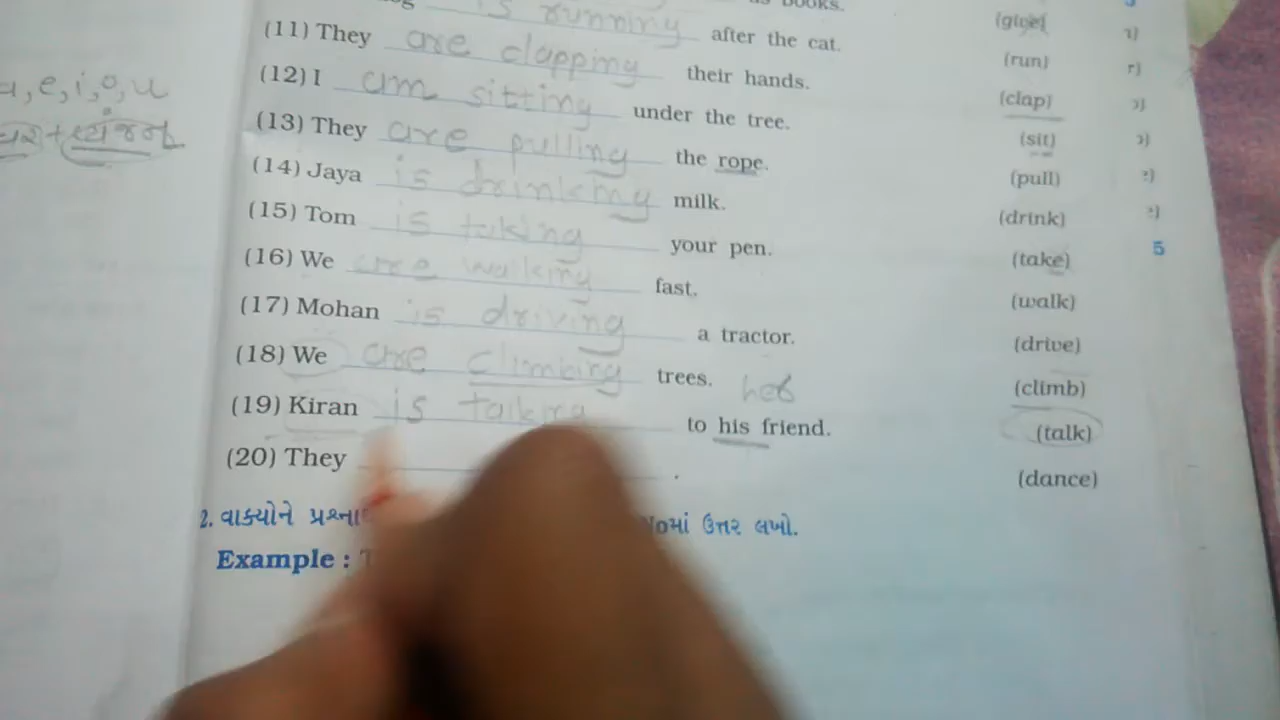 is running after the cat. (give)
(11) They are clapping their hands. (run)
(12) I am sitting under the tree. (clap)
(13) They are pulling the rope. (sit)
(14) Jaya is drinking milk. (pull)
(15) Tom is taking your pen. (drink)
(16) We are walking fast. (take)
(17) Mohan is driving a tractor. (walk)
(18) We are climbing trees. (drive)
(19) Kiran is talking to his friend. (climb)
(20) They . (talk)
(dance)
2. વાક્યોને માં ઉત્તર લખો.
Example :
a, e, i, o, u
5